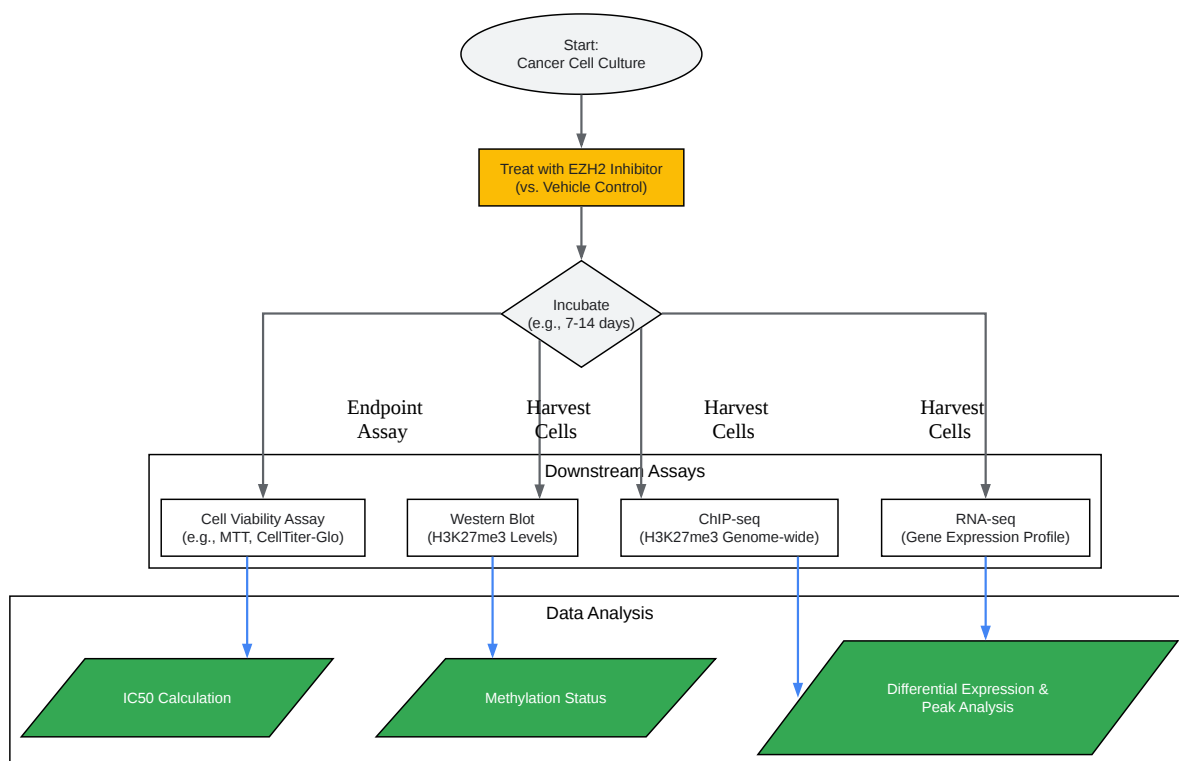 Start:
Cancer Cell Culture
Treat with EZH2 Inhibitor
(vs. Vehicle Control)
Incubate
(e.g., 7-14 days)
Endpoint
Assay
Harvest
Cells
Harvest
Cells
Harvest
Cells
Downstream Assays
Cell Viability Assay
(e.g., MTT, CellTiter-Glo)
Western Blot
(H3K27me3 Levels)
ChIP-seq
(H3K27me3 Genome-wide)
RNA-seq
(Gene Expression Profile)
Data Analysis
IC50 Calculation
Methylation Status
Differential Expression &
Peak Analysis